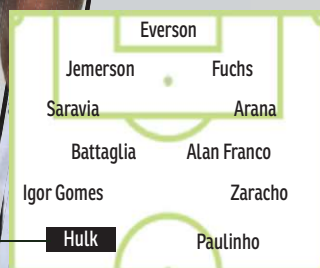 Everson
Jemerson Fuchs
Saravia Arana
Battaglia Alan Franco
Igor Gomes Zaracho
Hulk Paulinho